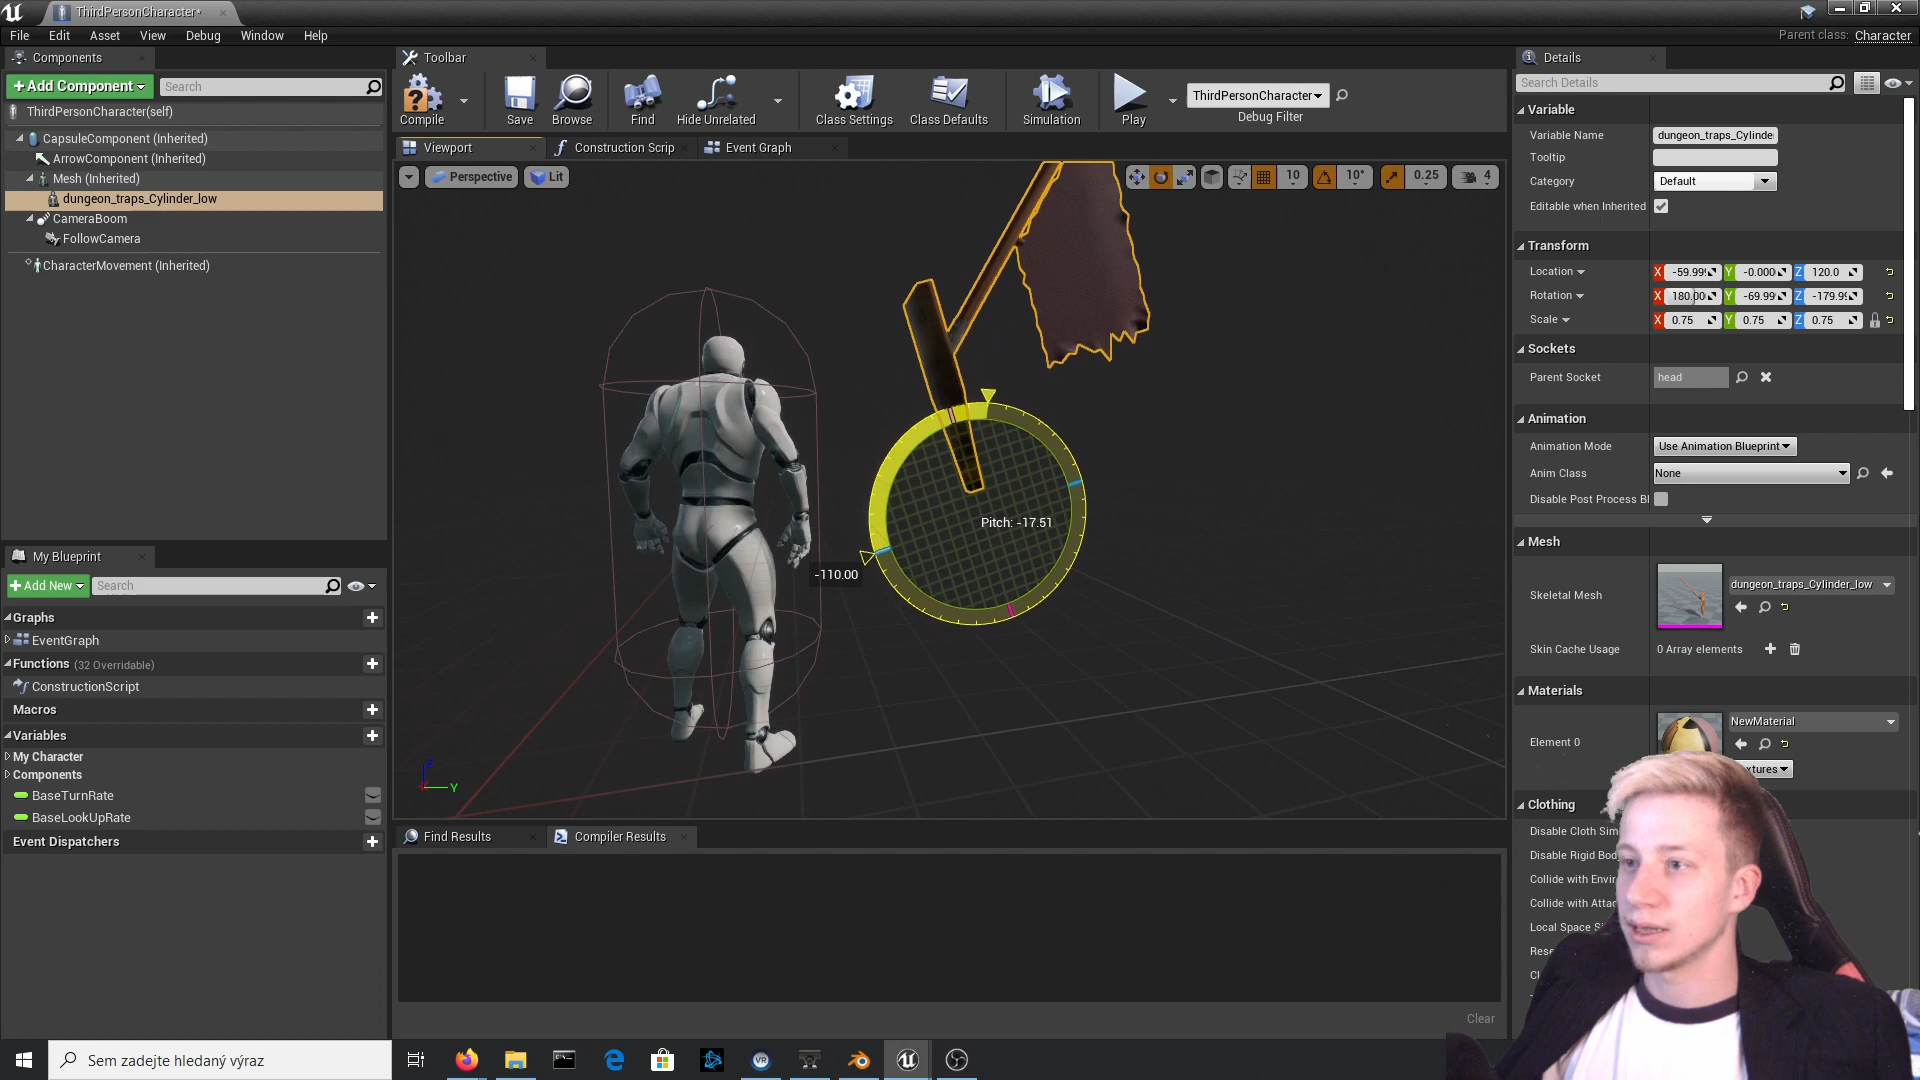 ThirdPersonCharacter*
File Edit Asset View Debug Window Help
Parent class: Character
Components
Add Component
Search
ThirdPersonCharacter(self)
CapsuleComponent (Inherited)
ArrowComponent (Inherited)
Mesh (Inherited)
dungeon_traps_Cylinder_low
CameraBoom
FollowCamera
CharacterMovement (Inherited)
My Blueprint
Add New
Search
Graphs
EventGraph
Functions (32 Overridable)
ConstructionScript
Macros
Variables
My Character
Components
BaseTurnRate
BaseLookUpRate
Event Dispatchers
Toolbar
Compile Save Browse Find Hide Unrelated Class Settings Class Defaults Simulation Play
ThirdPersonCharacter
Debug Filter
Viewport Construction Scrip Event Graph
Perspective Lit
10 10° 0.25 4
Pitch: -17.51
-110.00
Z
Y
Find Results Compiler Results
Clear
Details
Search Details
Variable
Variable Name dungeon_traps_Cylinde
Tooltip
Category Default
Editable when Inherited
Transform
Location X -59.99 Y -0.000 Z 120.0
Rotation X 180.00 Y -69.99 Z -179.9
Scale X 0.75 Y 0.75 Z 0.75
Sockets
Parent Socket head
Animation
Animation Mode Use Animation Blueprint
Anim Class None
Disable Post Process Bl
Mesh
Skeletal Mesh dungeon_traps_Cylinder_low
Skin Cache Usage 0 Array elements
Materials
Element 0 NewMaterial
xtures
Clothing
Disable Cloth Sim
Disable Rigid Bod
Collide with Envir
Collide with Attac
Local Space Si
Rese
Cl
Sem zadejte hledaný výraz